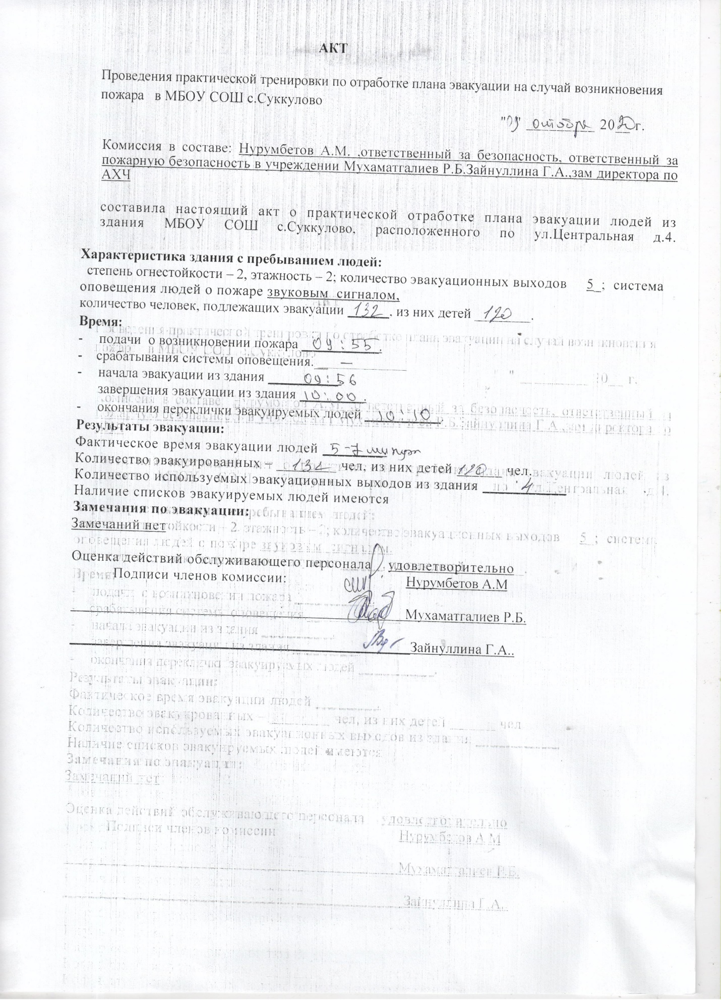 АКТ
Проведения практической тренировки по отработке плана эвакуации на случай возникновения
пожара в МБОУ СОШ с.Суккулово
"09" октября 2020г.
Комиссия в составе: Нурумбетов А.М. ,ответственный за безопасность, ответственный за
пожарную безопасность в учреждении Мухаматгалиев Р.Б.Зайнуллина Г.А.,зам директора по
АХЧ
составила настоящий акт о практической отработке плана эвакуации людей из
здания МБОУ СОШ с.Суккулово, расположенного по ул.Центральная д.4.
Характеристика здания с пребыванием людей:
степень огнестойкости – 2, этажность – 2; количество эвакуационных выходов 5_; система
оповещения людей о пожаре звуковым сигналом,
количество человек, подлежащих эвакуации 132, из них детей 120.
Время:
- подачи о возникновении пожара 09:55.
- срабатывания системы оповещения. —
- начала эвакуации из здания 09:56
завершения эвакуации из здания 10:00.
- окончания переклички эвакуируемых людей 10:10.
Результаты эвакуации:
Фактическое время эвакуации людей 5-7 минут
Количество эвакуированных – 132 чел, из них детей 120 чел.
Количество используемых эвакуационных выходов из здания 4
Наличие списков эвакуируемых людей имеются
Замечания по эвакуации:
Замечаний нет
Оценка действий обслуживающего персонала удовлетворительно
Подписи членов комиссии: Нурумбетов А.М
Мухаматгалиев Р.Б.
Зайнуллина Г.А..